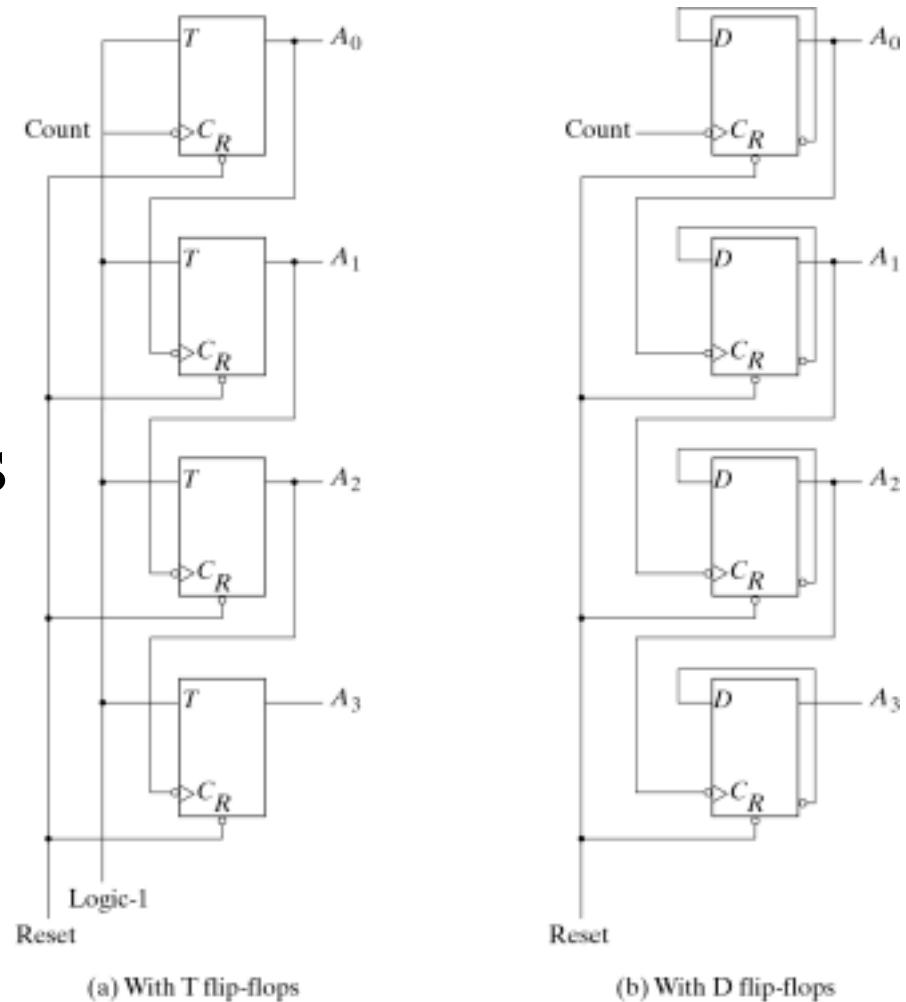 T
A0
Count
C
R
T
A1
C
R
T
A2
C
R
T
A3
C
R
Logic-1
Reset
(a) With T flip-flops
D
A0
Count
C
R
D
A1
C
R
D
A2
C
R
D
A3
C
R
Reset
(b) With D flip-flops
s